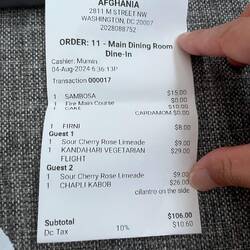 AFGHANIA
2811 M STREET NW
WASHINGTON, DC 20007
2028088752
ORDER: 11 - Main Dining Room
Dine-In
Cashier: Mumin
04-Aug-2024 6:36:13P
Transaction 000017
1 SAMBOSA $15.00
1 Fire Main Course $0.00
1 CAKE $10.00
CARDAMOM $0.00
1 FIRNI $8.00
Guest 1
1 Sour Cherry Rose Lemeade $9.00
1 KANDAHARI VEGETARIAN $29.00
FLIGHT
Guest 2
1 Sour Cherry Rose Lemeade $9.00
1 CHAPLI KABOB $26.00
cilantro on the side
Subtotal $106.00
Dc Tax 10% $10.60